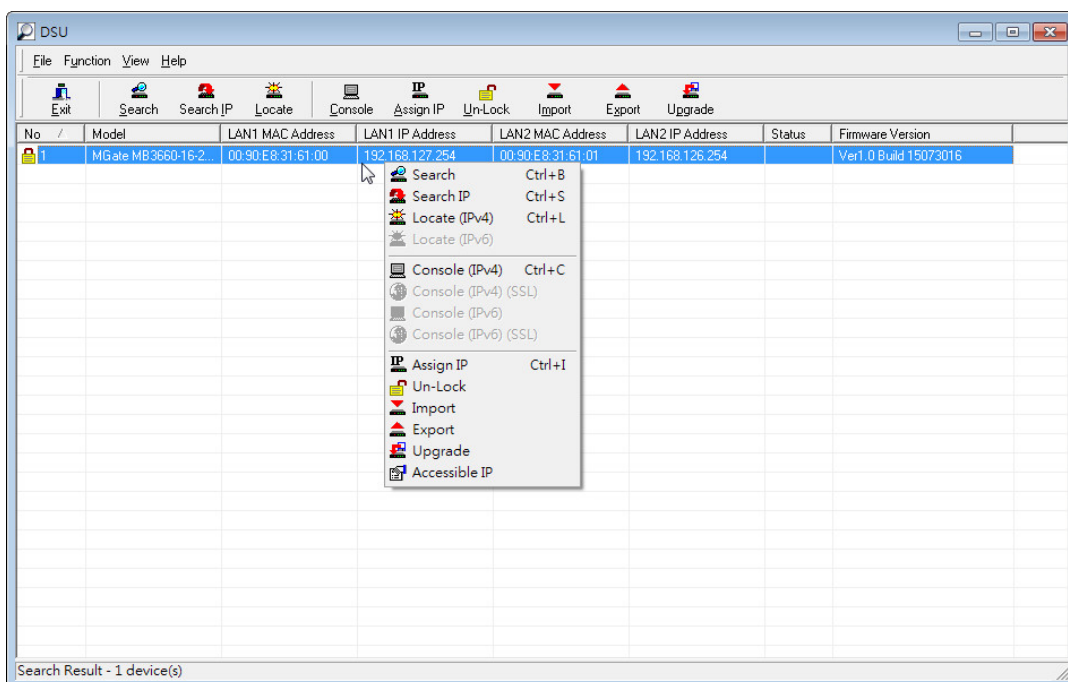 DSU
File Function View Help
Exit Search Search IP Locate Console Assign IP Un-Lock Import Export Upgrade
No / Model LAN1 MAC Address LAN1 IP Address LAN2 MAC Address LAN2 IP Address Status Firmware Version
1 MGate MB3660-16-2... 00:90:E8:31:61:00 192.168.127.254 00:90:E8:31:61:01 192.168.126.254 Ver1.0 Build 15073016
Search Ctrl+B
Search IP Ctrl+S
Locate (IPv4) Ctrl+L
Locate (IPv6)
Console (IPv4) Ctrl+C
Console (IPv4) (SSL)
Console (IPv6)
Console (IPv6) (SSL)
IP Assign IP Ctrl+I
Un-Lock
Import
Export
Upgrade
Accessible IP
Search Result - 1 device(s)